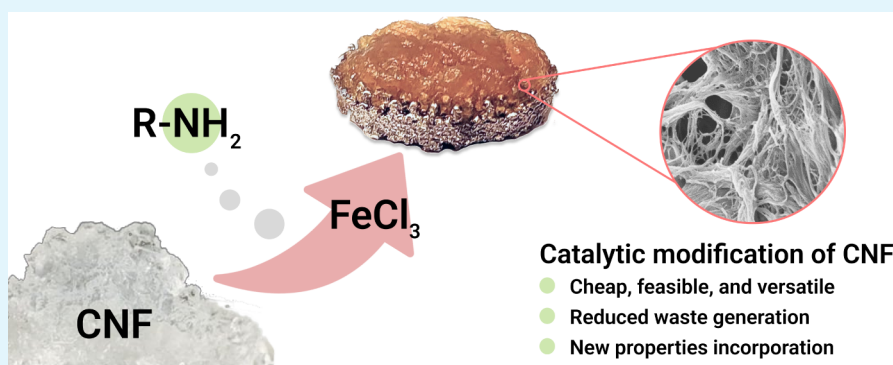 R-NH₂
FeCl₃
CNF
Catalytic modification of CNF
Cheap, feasible, and versatile
Reduced waste generation
New properties incorporation